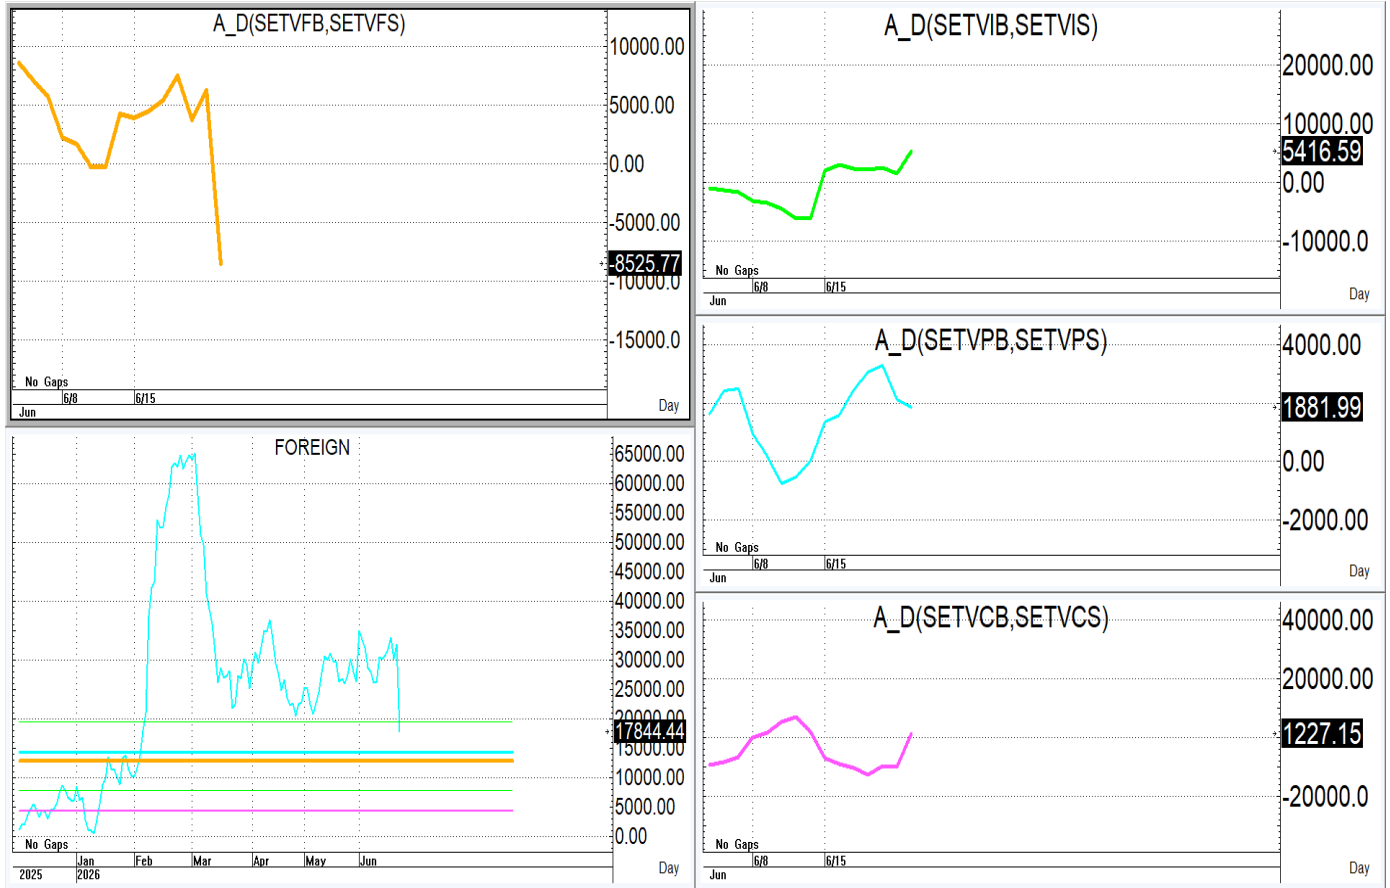 A_D(SETVFB,SETVFS)
10000.00
5000.00
0.00
-5000.00
-8525.77
-10000.0
-15000.0
No Gaps
6/8
6/15
Jun
Day
FOREIGN
65000.00
60000.00
55000.00
50000.00
45000.00
40000.00
35000.00
30000.00
25000.00
20000.00
17844.44
15000.00
10000.00
5000.00
0.00
No Gaps
Jan
Feb
Mar
Apr
May
Jun
2025
2026
Day
A_D(SETVIB,SETVIS)
20000.00
10000.00
5416.59
0.00
-10000.0
No Gaps
6/8
6/15
Jun
Day
A_D(SETVPB,SETVPS)
4000.00
1881.99
0.00
-2000.00
No Gaps
6/8
6/15
Jun
Day
A_D(SETVCB,SETVCS)
40000.00
20000.00
1227.15
-20000.0
No Gaps
6/8
6/15
Jun
Day